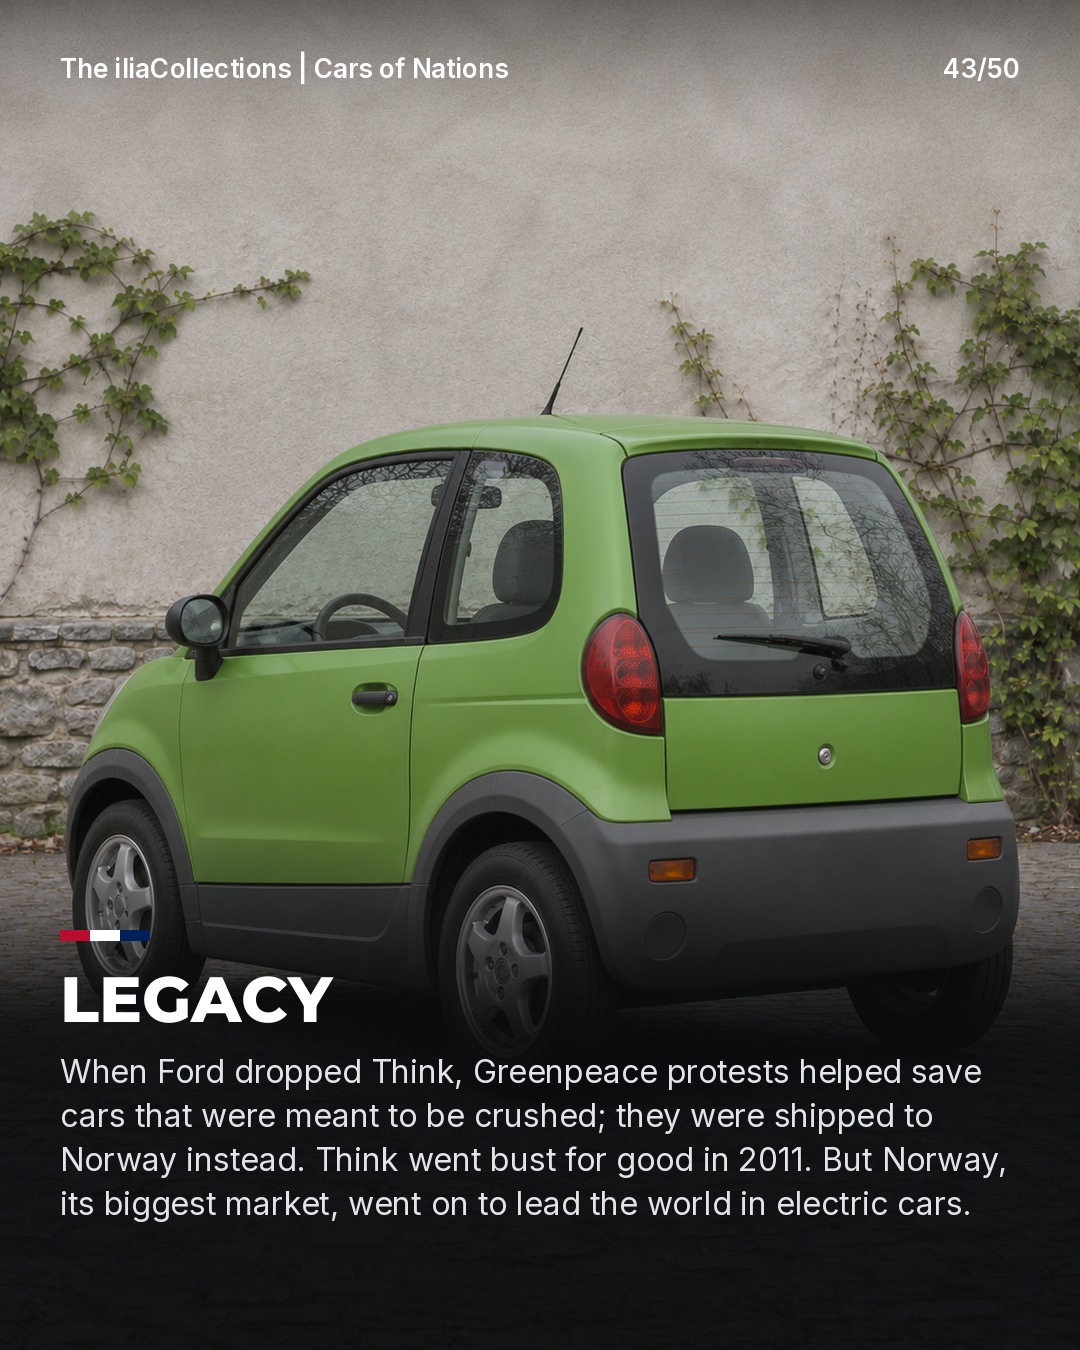 The iliaCollections | Cars of Nations
43/50
LEGACY
When Ford dropped Think, Greenpeace protests helped save
cars that were meant to be crushed; they were shipped to
Norway instead. Think went bust for good in 2011. But Norway,
its biggest market, went on to lead the world in electric cars.